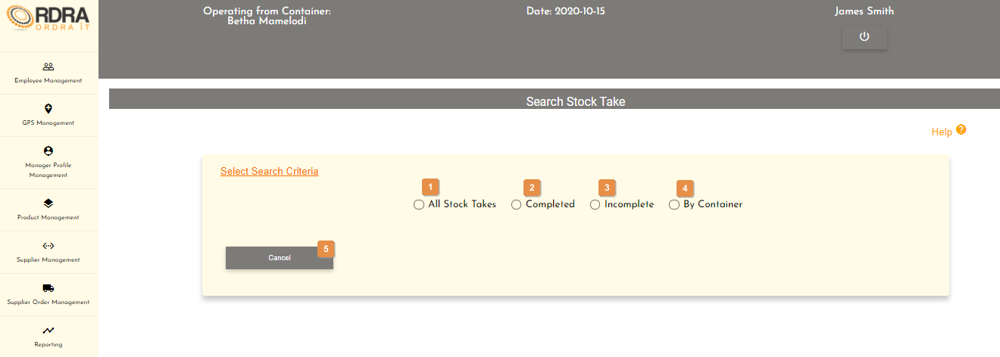 RDRA
ORDRA IT
Operating from Container:
Betha Mamelodi
Date: 2020-10-15
James Smith
Employee Management
GPS Management
Manager Profile
Management
Product Management
Supplier Management
Supplier Order Management
Reporting
Search Stock Take
Help ?
Select Search Criteria
1 2 3 4
All Stock Takes Completed Incomplete By Container
5
Cancel